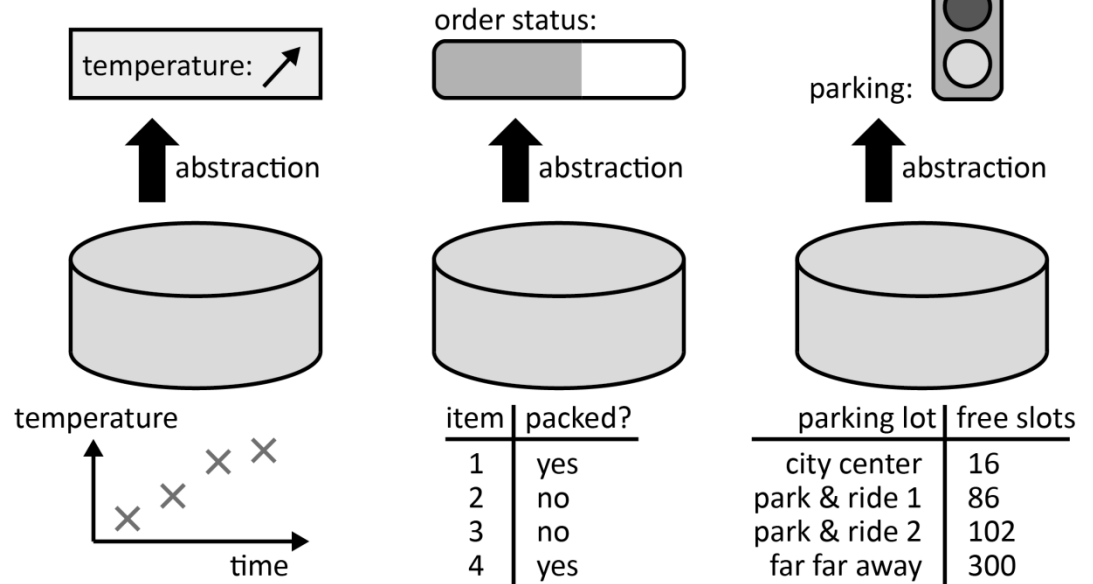 order status:
temperature:
parking:
abstraction
abstraction
abstraction
temperature
time
item packed?
1 yes
2 no
3 no
4 yes
parking lot free slots
city center 16
park & ride 1 86
park & ride 2 102
far far away 300